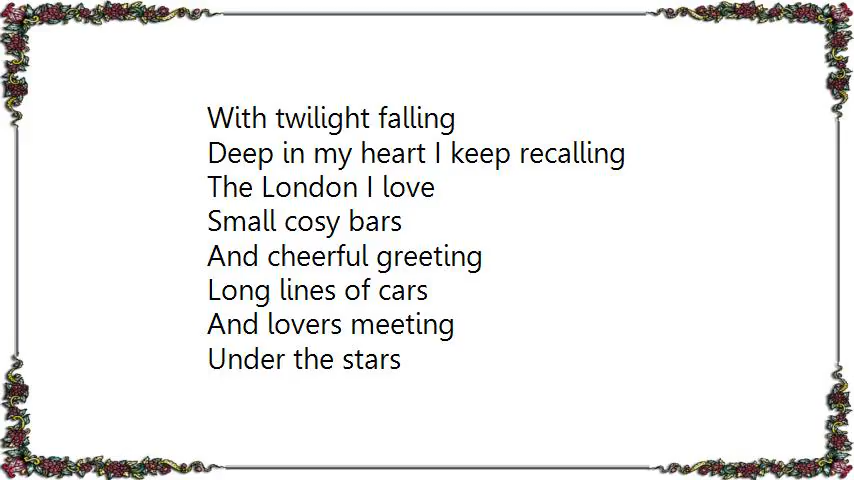 With twilight falling
Deep in my heart I keep recalling
The London I love
Small cosy bars
And cheerful greeting
Long lines of cars
And lovers meeting
Under the stars